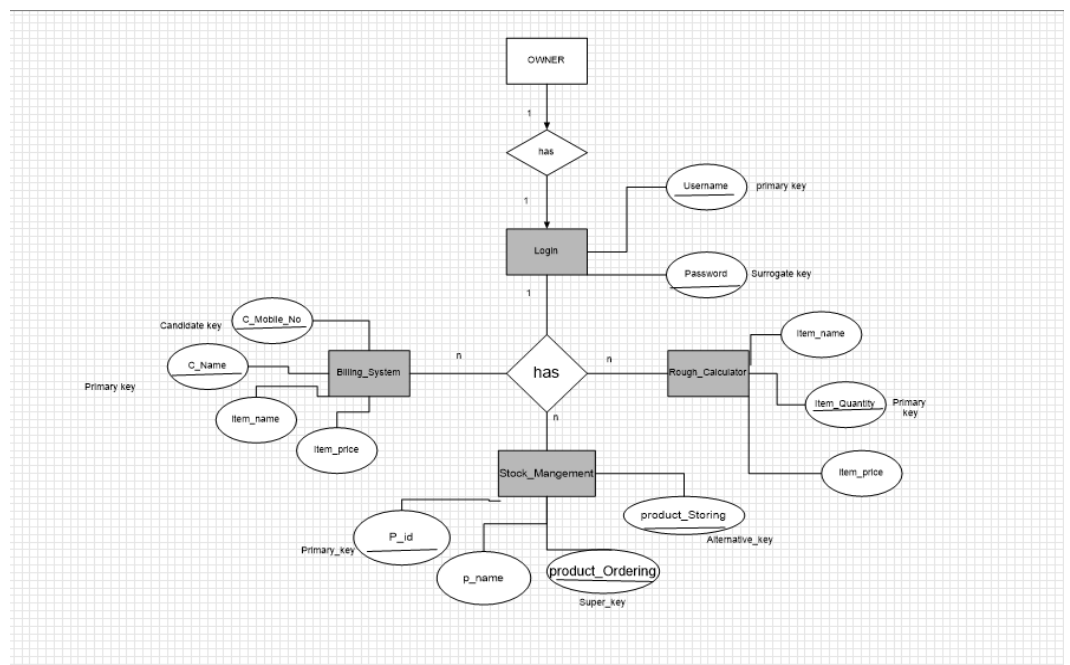 OWNER
1
has
1
Username
primary key
Login
Password
Surrogate key
1
C_Mobile_No
Candidate key
Item_name
C_Name
n
n
Billing_System
has
Rough_Calculator
Primary key
Item_Quantity
Primary
key
Item_name
n
Item_price
Stock_Mangement
Item_price
product_Storing
P_id
Alternative_key
Primary_key
product_Ordering
p_name
Super_key